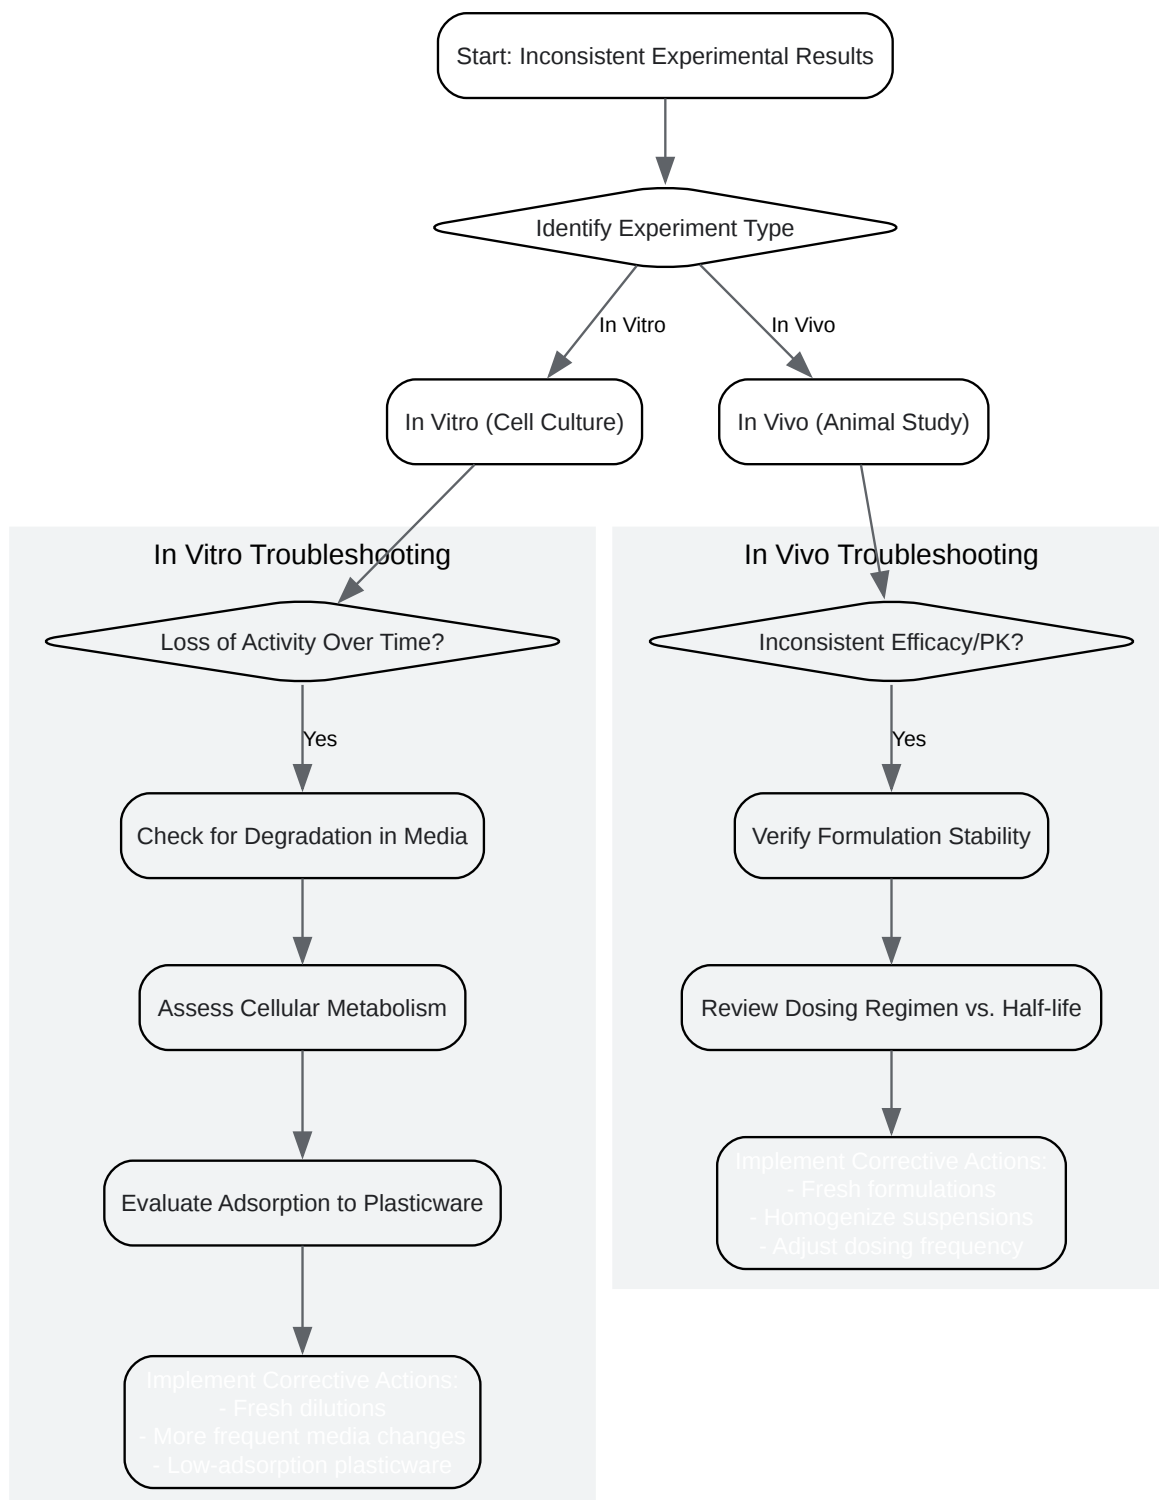 Start: Inconsistent Experimental Results
Identify Experiment Type
In Vitro
In Vivo
In Vitro (Cell Culture)
In Vivo (Animal Study)
In Vitro Troubleshooting
In Vivo Troubleshooting
Loss of Activity Over Time?
Inconsistent Efficacy/PK?
Yes
Yes
Check for Degradation in Media
Verify Formulation Stability
Assess Cellular Metabolism
Review Dosing Regimen vs. Half-life
Evaluate Adsorption to Plasticware
Implement Corrective Actions:
- Fresh formulations
- Homogenize suspensions
- Adjust dosing frequency
Implement Corrective Actions:
- Fresh dilutions
- More frequent media changes
- Low-adsorption plasticware